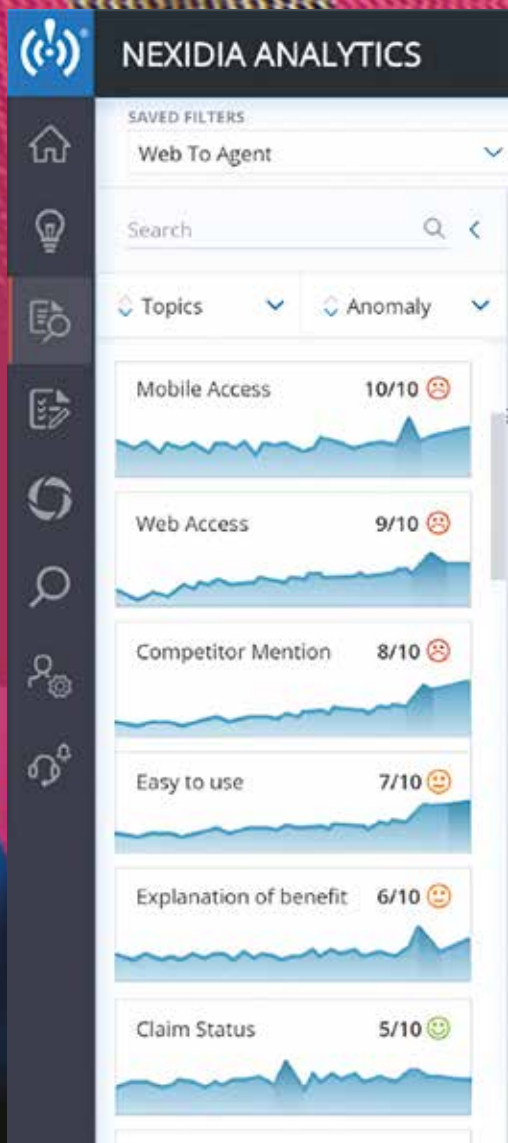 NEXIDIA ANALYTICS
SAVED FILTERS
Web To Agent
Search
Topics Anomaly
Mobile Access 10/10
Web Access 9/10
Competitor Mention 8/10
Easy to use 7/10
Explanation of benefit 6/10
Claim Status 5/10